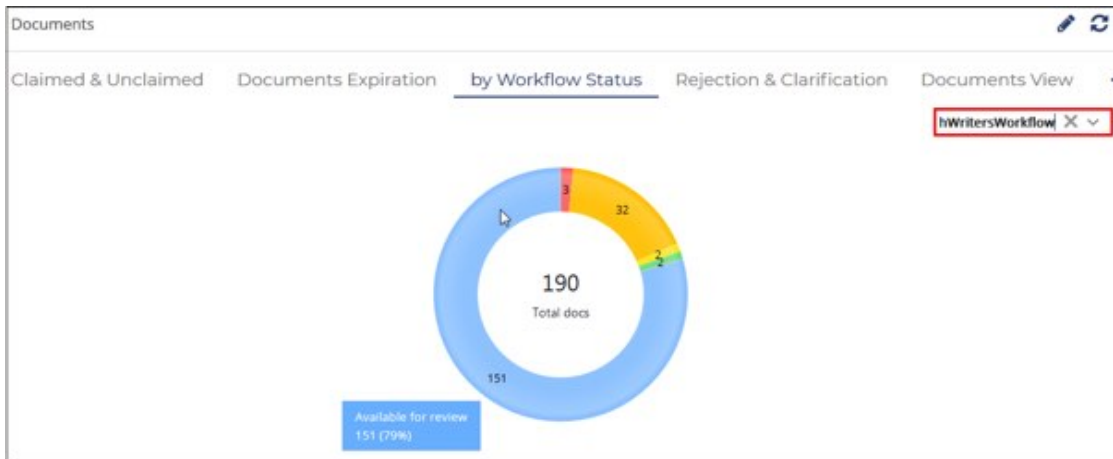 Documents
Claimed & Unclaimed Documents Expiration by Workflow Status Rejection & Clarification Documents View
hWritersWorkflow
3
32
2
2
190
Total docs
151
Available for review
151 (79%)